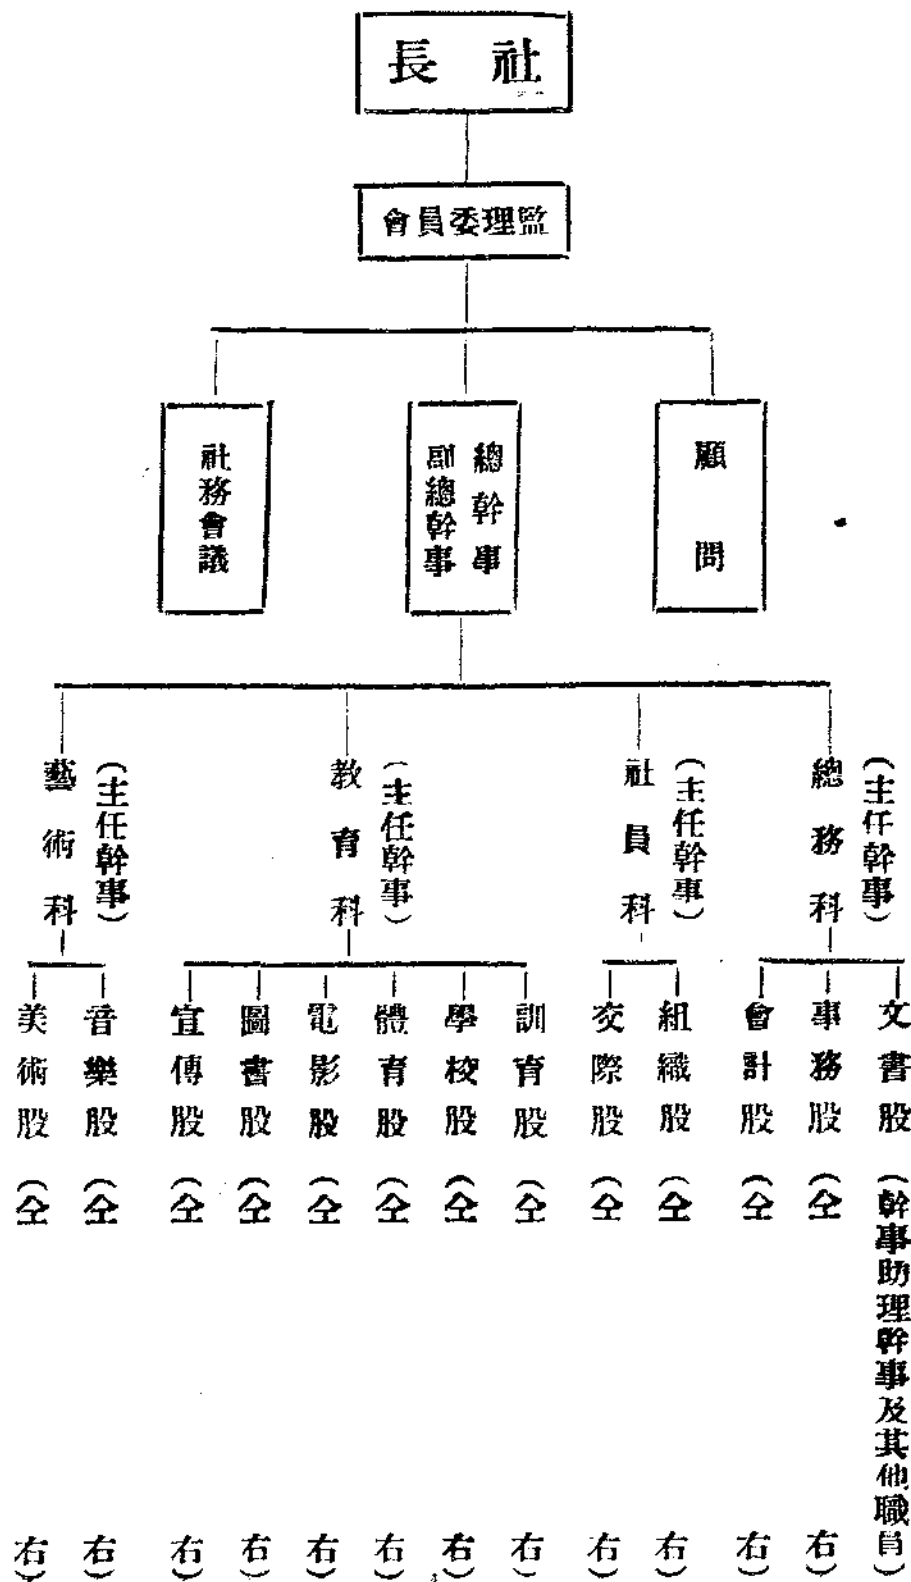 社長
監理委員會
顧問
總幹事
副總幹事
社務會議
總務科
(主任幹事)
社員科
(主任幹事)
教育科
(主任幹事)
藝術科
(主任幹事)
文書股(幹事助理幹事及其他職員)
事務股(仝右)
會計股(仝右)
組織股(仝右)
交際股(仝右)
訓育股(仝右)
學校股(仝右)
體育股(仝右)
電影股(仝右)
圖書股(仝右)
宣傳股(仝右)
音樂股(仝右)
美術股(仝右)